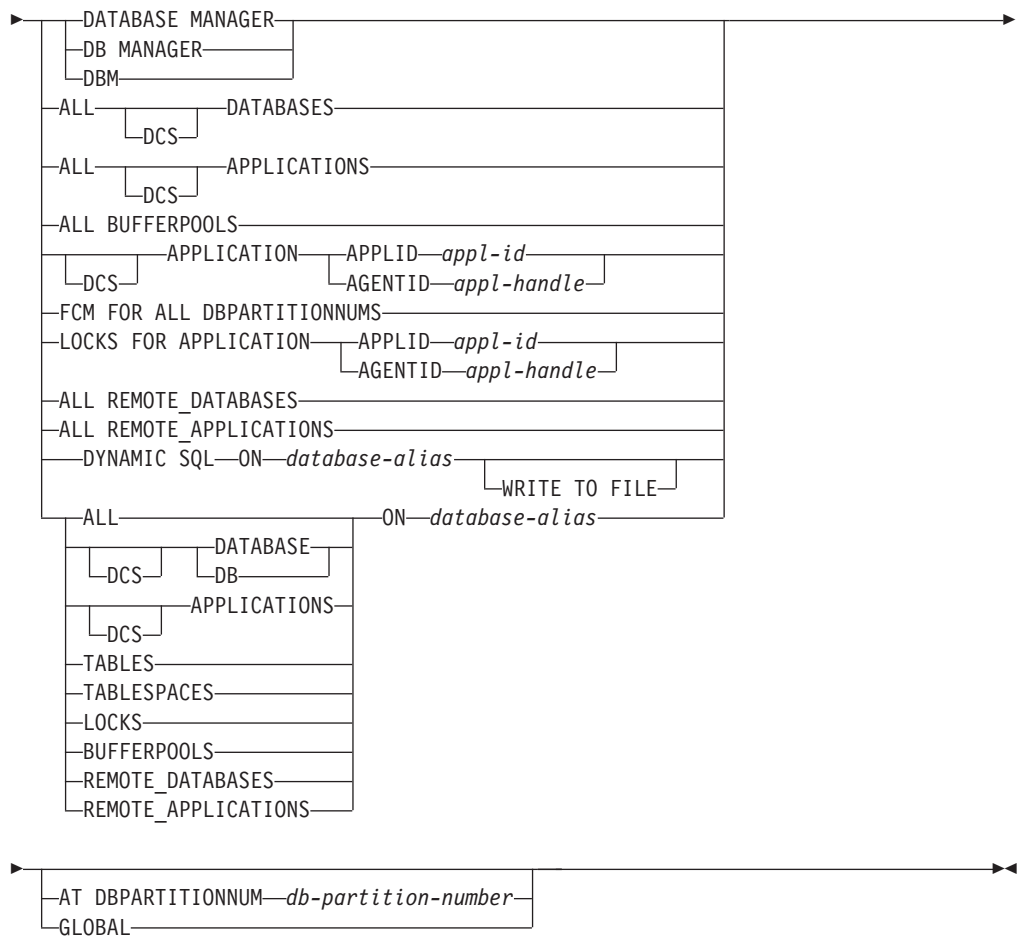 DATABASE MANAGER
DB MANAGER
DBM
ALL DATABASES
DCS
ALL APPLICATIONS
DCS
ALL BUFFERPOOLS
APPLICATION APPLID appl-id
DCS AGENTID appl-handle
FCM FOR ALL DBPARTITIONNUMS
LOCKS FOR APPLICATION APPLID appl-id
AGENTID appl-handle
ALL REMOTE_DATABASES
ALL REMOTE_APPLICATIONS
DYNAMIC SQL ON database-alias
WRITE TO FILE
ALL ON database-alias
DATABASE
DCS DB
APPLICATIONS
DCS
TABLES
TABLESPACES
LOCKS
BUFFERPOOLS
REMOTE_DATABASES
REMOTE_APPLICATIONS
AT DBPARTITIONNUM db-partition-number
GLOBAL